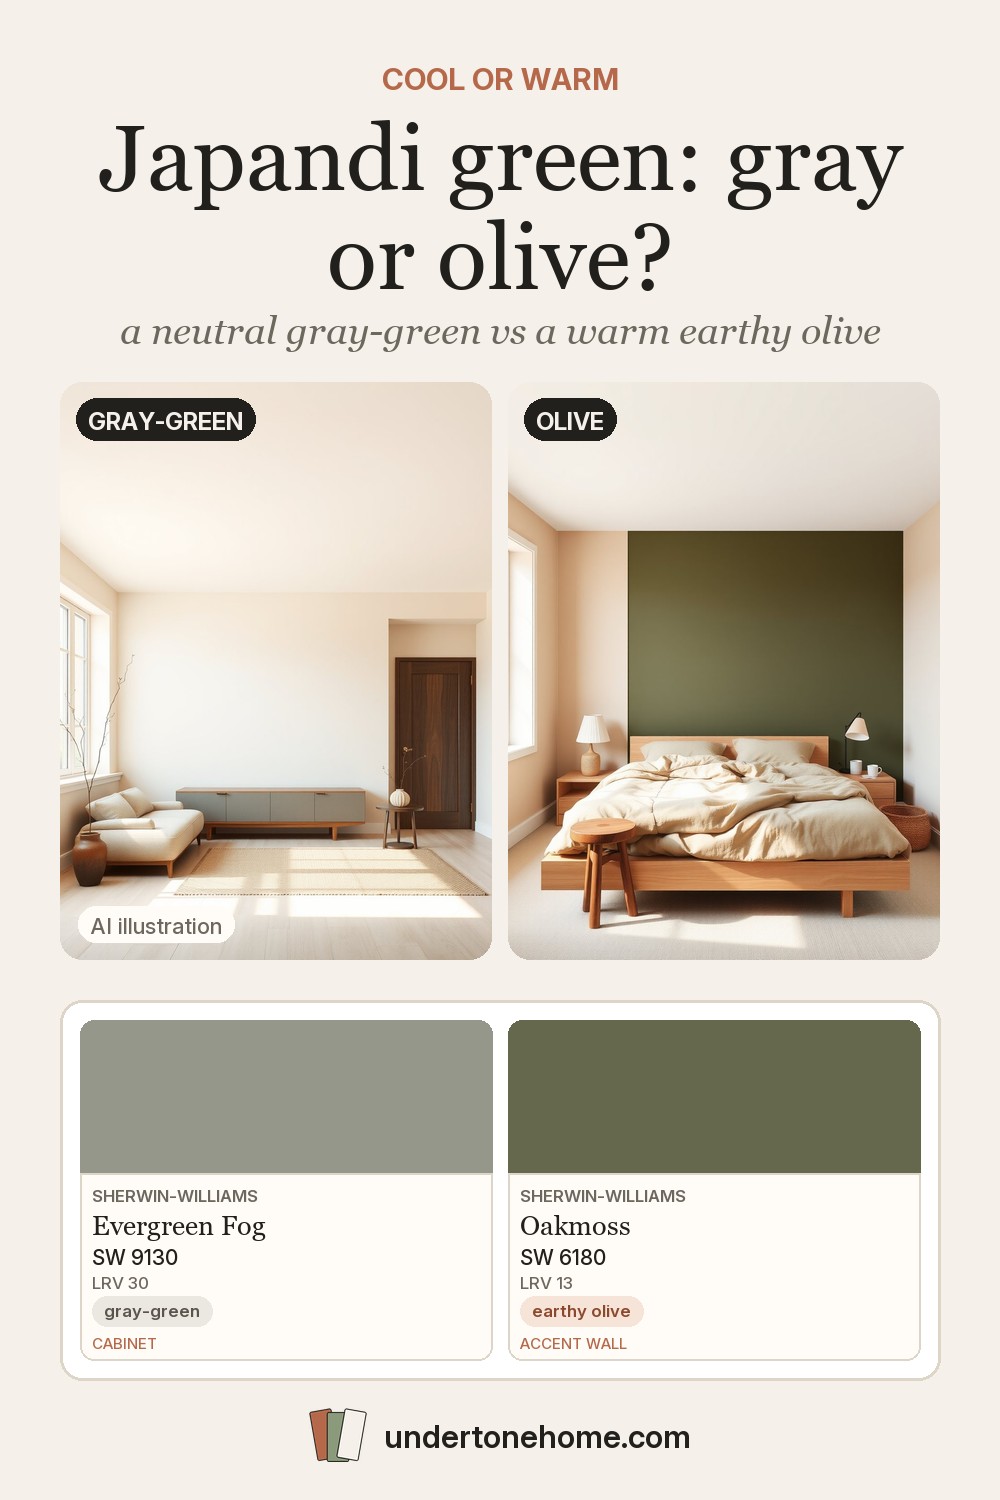 COOL OR WARM
Japandi green: gray
or olive?
a neutral gray-green vs a warm earthy olive
GRAY-GREEN
OLIVE
AI illustration
SHERWIN-WILLIAMS
Evergreen Fog
SW 9130
LRV 30
gray-green
CABINET
SHERWIN-WILLIAMS
Oakmoss
SW 6180
LRV 13
earthy olive
ACCENT WALL
undertonehome.com